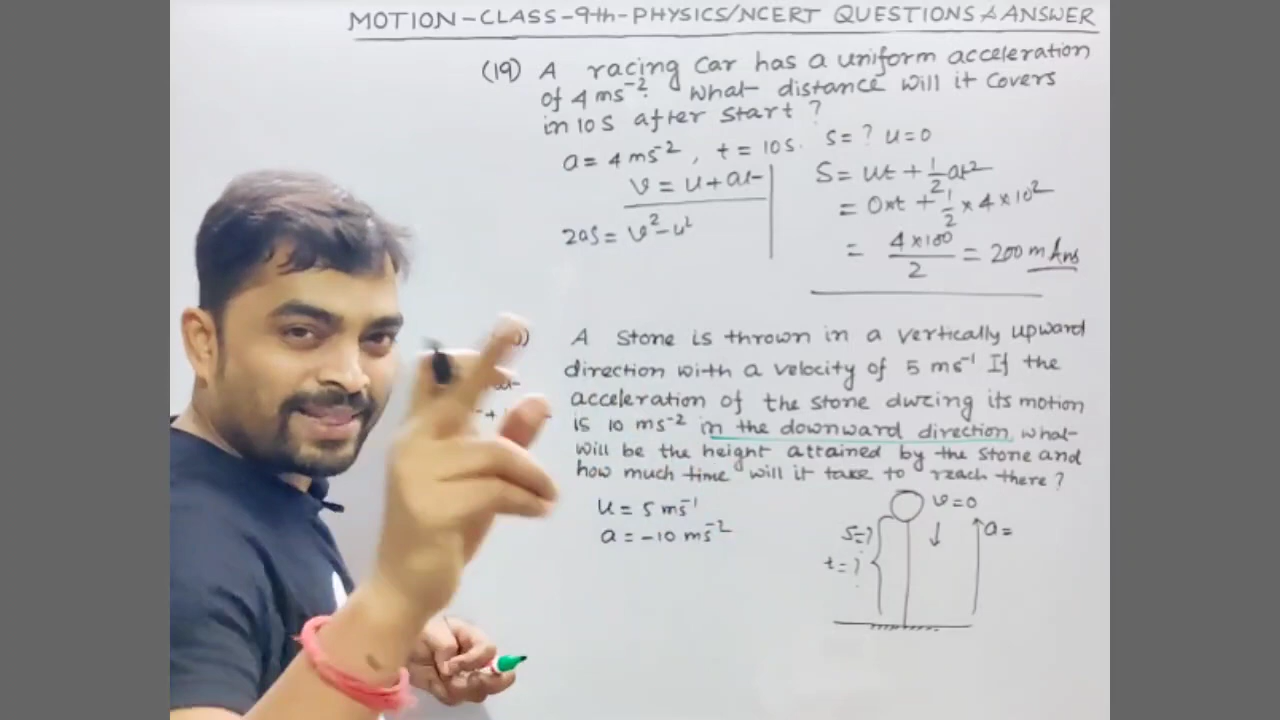 MOTION-CLASS-9th-PHYSICS/NCERT QUESTIONS & ANSWER
(19) A racing Car has a uniform acceleration
of 4 ms⁻². What distance will it Covers
in 10 S after start ?
a = 4 ms⁻², t = 10 S. S = ? u = 0
v = u + at
2as = v² - u²
S = ut + 1/2 at²
= 0xt + 1/2 x 4 x 10²
= 4 x 100 / 2 = 200 m Ans
A Stone is thrown in a vertically upward
direction with a velocity of 5 ms⁻¹ If the
acceleration of the stone during its motion
is 10 ms⁻² in the downward direction, what
will be the height attained by the stone and
how much time will it take to reach there ?
u = 5 ms⁻¹
a = -10 ms⁻²
v = 0
S = ?
t = ?
a =